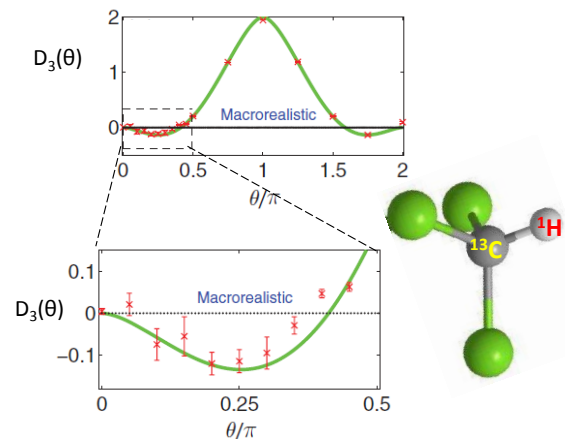 D₃(θ)
2
1
0
Macrorealistic
0 0.5 1 1.5 2
θ/π
¹H
¹³C
D₃(θ)
0.1
0
−0.1
Macrorealistic
0 0.25 0.5
θ/π